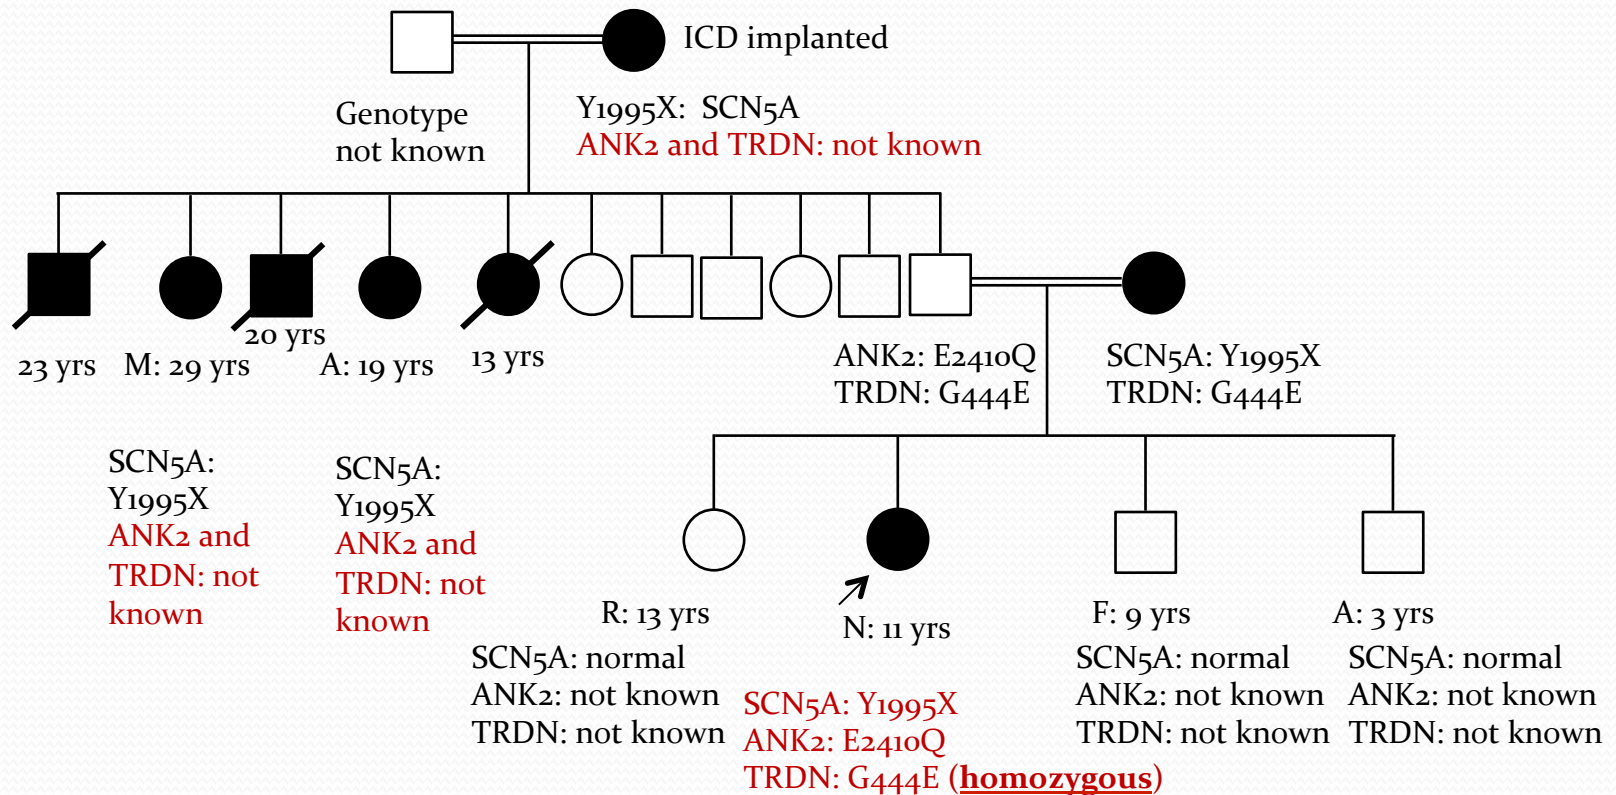 ICD implanted
Genotype
not known
Y1995X: SCN5A
ANK2 and TRDN: not known
23 yrs
M: 29 yrs
20 yrs
A: 19 yrs
13 yrs
ANK2: E2410Q
TRDN: G444E
SCN5A: Y1995X
TRDN: G444E
SCN5A:
Y1995X
ANK2 and
TRDN: not
known
SCN5A:
Y1995X
ANK2 and
TRDN: not
known
R: 13 yrs
SCN5A: normal
ANK2: not known
TRDN: not known
N: 11 yrs
SCN5A: Y1995X
ANK2: E2410Q
TRDN: G444E (homozygous)
F: 9 yrs
SCN5A: normal
ANK2: not known
TRDN: not known
A: 3 yrs
SCN5A: normal
ANK2: not known
TRDN: not known